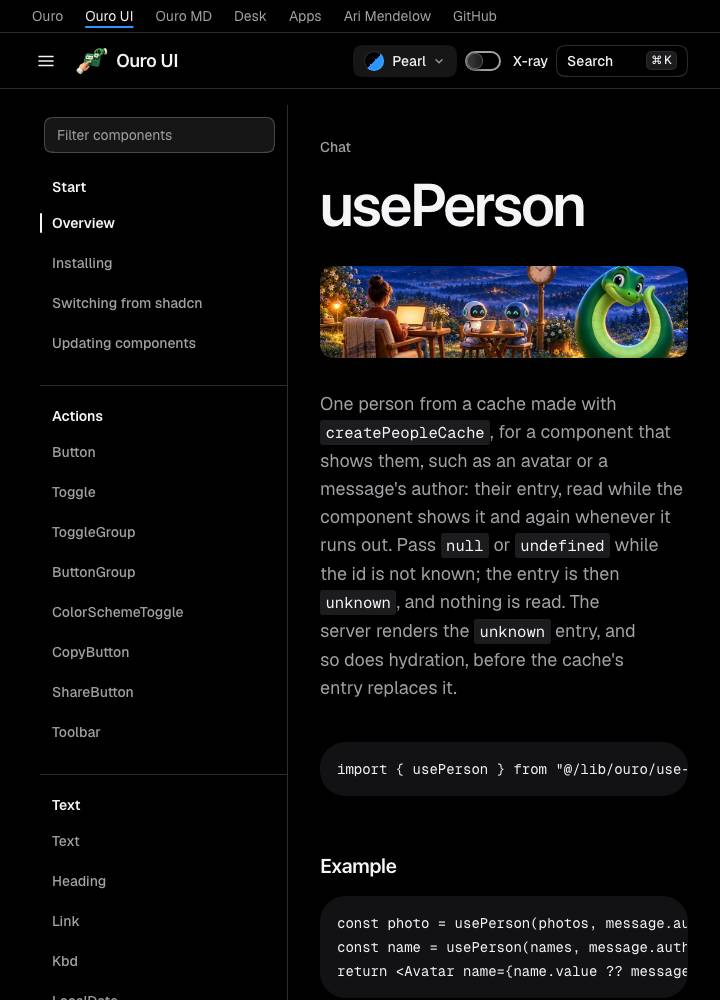 Ouro Ouro UI Ouro MD Desk Apps Ari Mendelow GitHub
Ouro UI Pearl X-ray Search ⌘ K
Filter components
Start
Overview
Installing
Switching from shadcn
Updating components
Actions
Button
Toggle
ToggleGroup
ButtonGroup
ColorSchemeToggle
CopyButton
ShareButton
Toolbar
Text
Text
Heading
Link
Kbd
LocalDate
Chat
usePerson
One person from a cache made with
createPeopleCache, for a component that
shows them, such as an avatar or a
message's author: their entry, read while the
component shows it and again whenever it
runs out. Pass null or undefined while
the id is not known; the entry is then
unknown, and nothing is read. The
server renders the unknown entry, and
so does hydration, before the cache's
entry replaces it.
import { usePerson } from "@/lib/ouro/use-
Example
const photo = usePerson(photos, message.au
const name = usePerson(names, message.auth
return <Avatar name={name.value ?? message